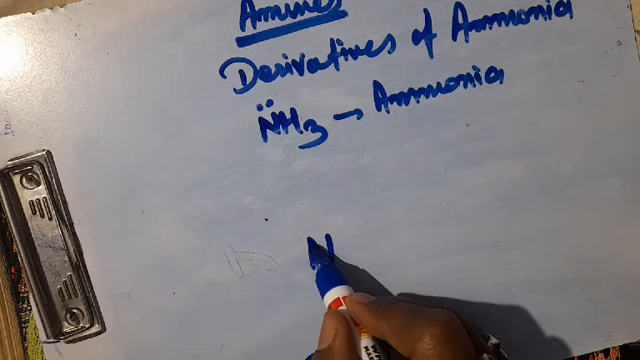 Amines
Derivatives of Ammonia
N̈H3 → Ammonia